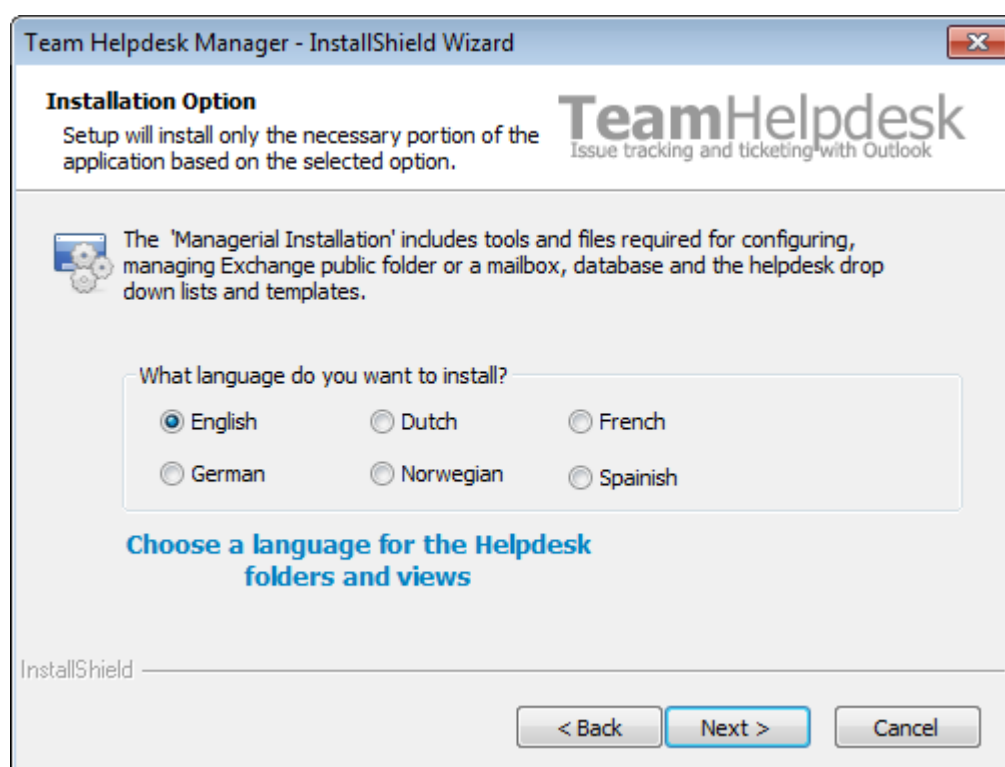 Team Helpdesk Manager - InstallShield Wizard
Installation Option
Setup will install only the necessary portion of the
application based on the selected option.
TeamHelpdesk
Issue tracking and ticketing with Outlook
The 'Managerial Installation' includes tools and files required for configuring,
managing Exchange public folder or a mailbox, database and the helpdesk drop
down lists and templates.
What language do you want to install?
English Dutch French
German Norwegian Spainish
Choose a language for the Helpdesk
folders and views
InstallShield
< Back Next > Cancel